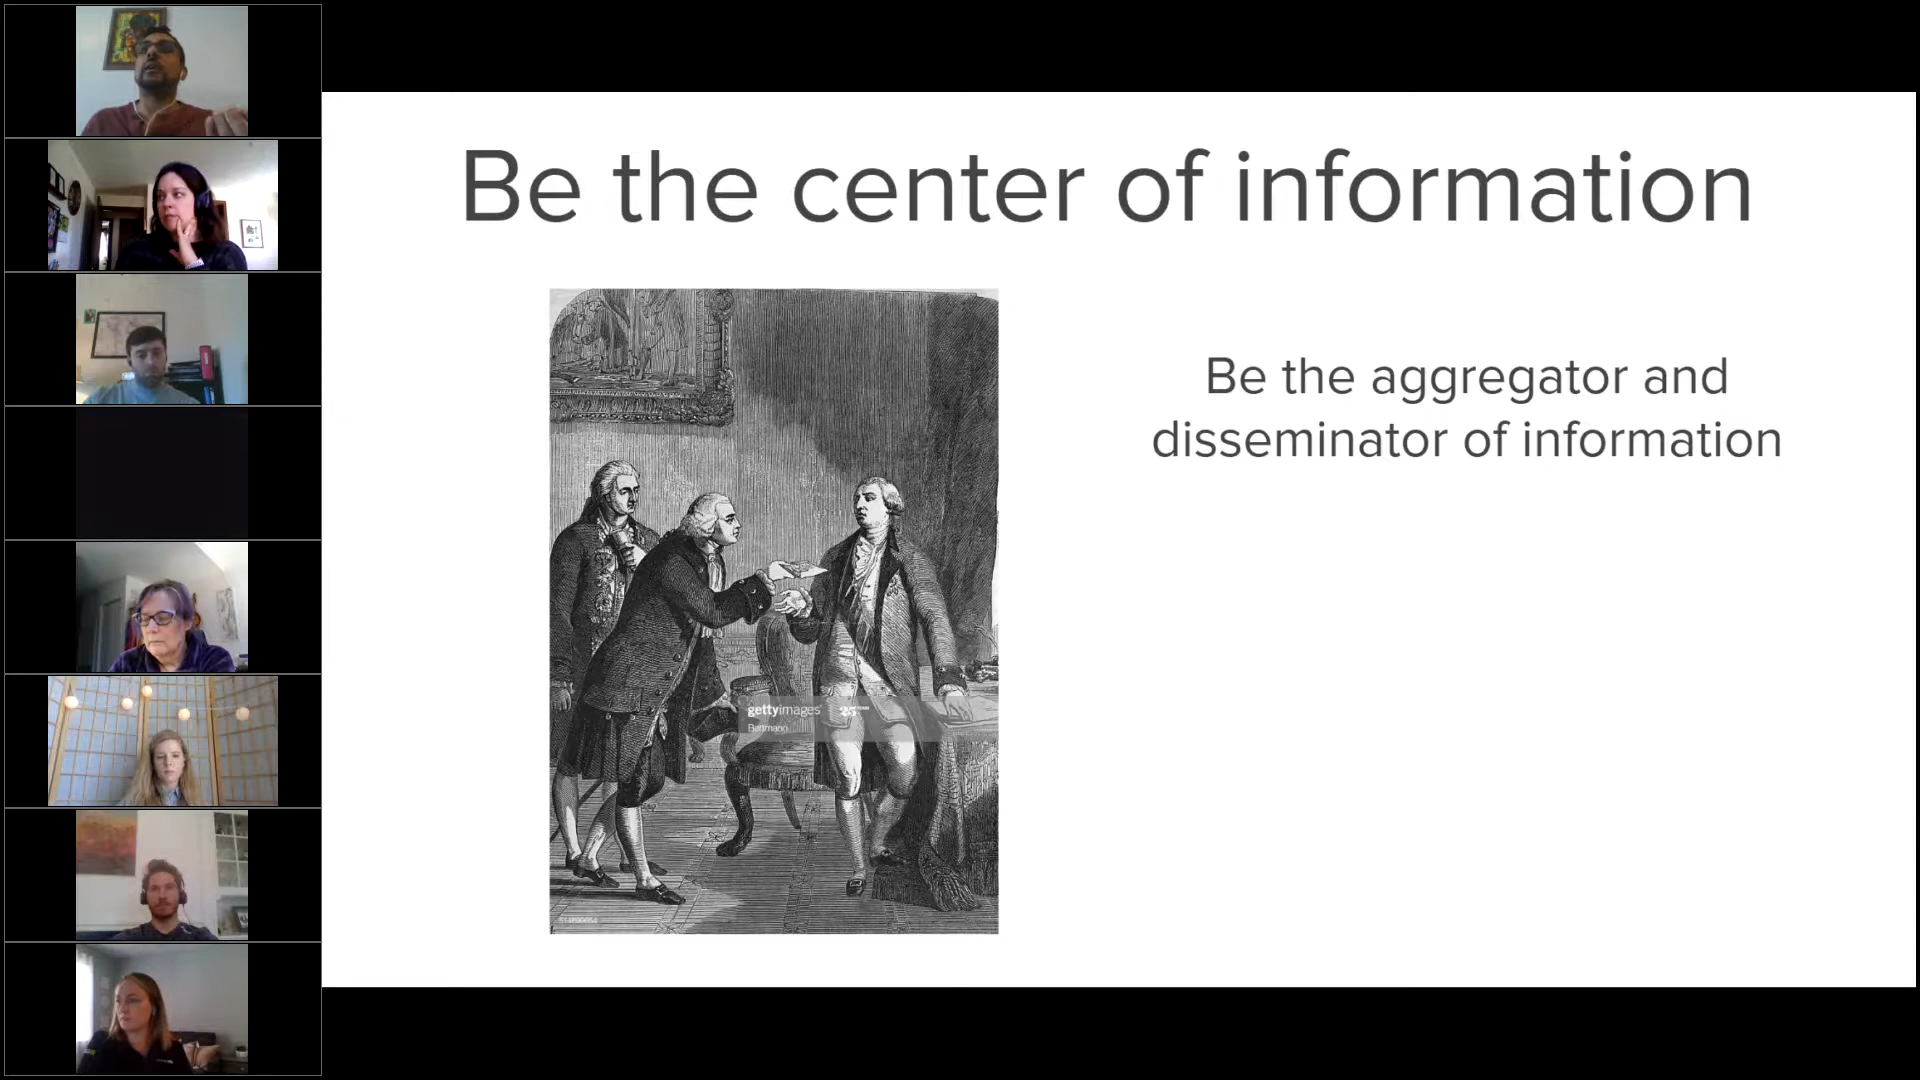 Be the center of information
Be the aggregator and
disseminator of information
gettyimages®
Bettmann